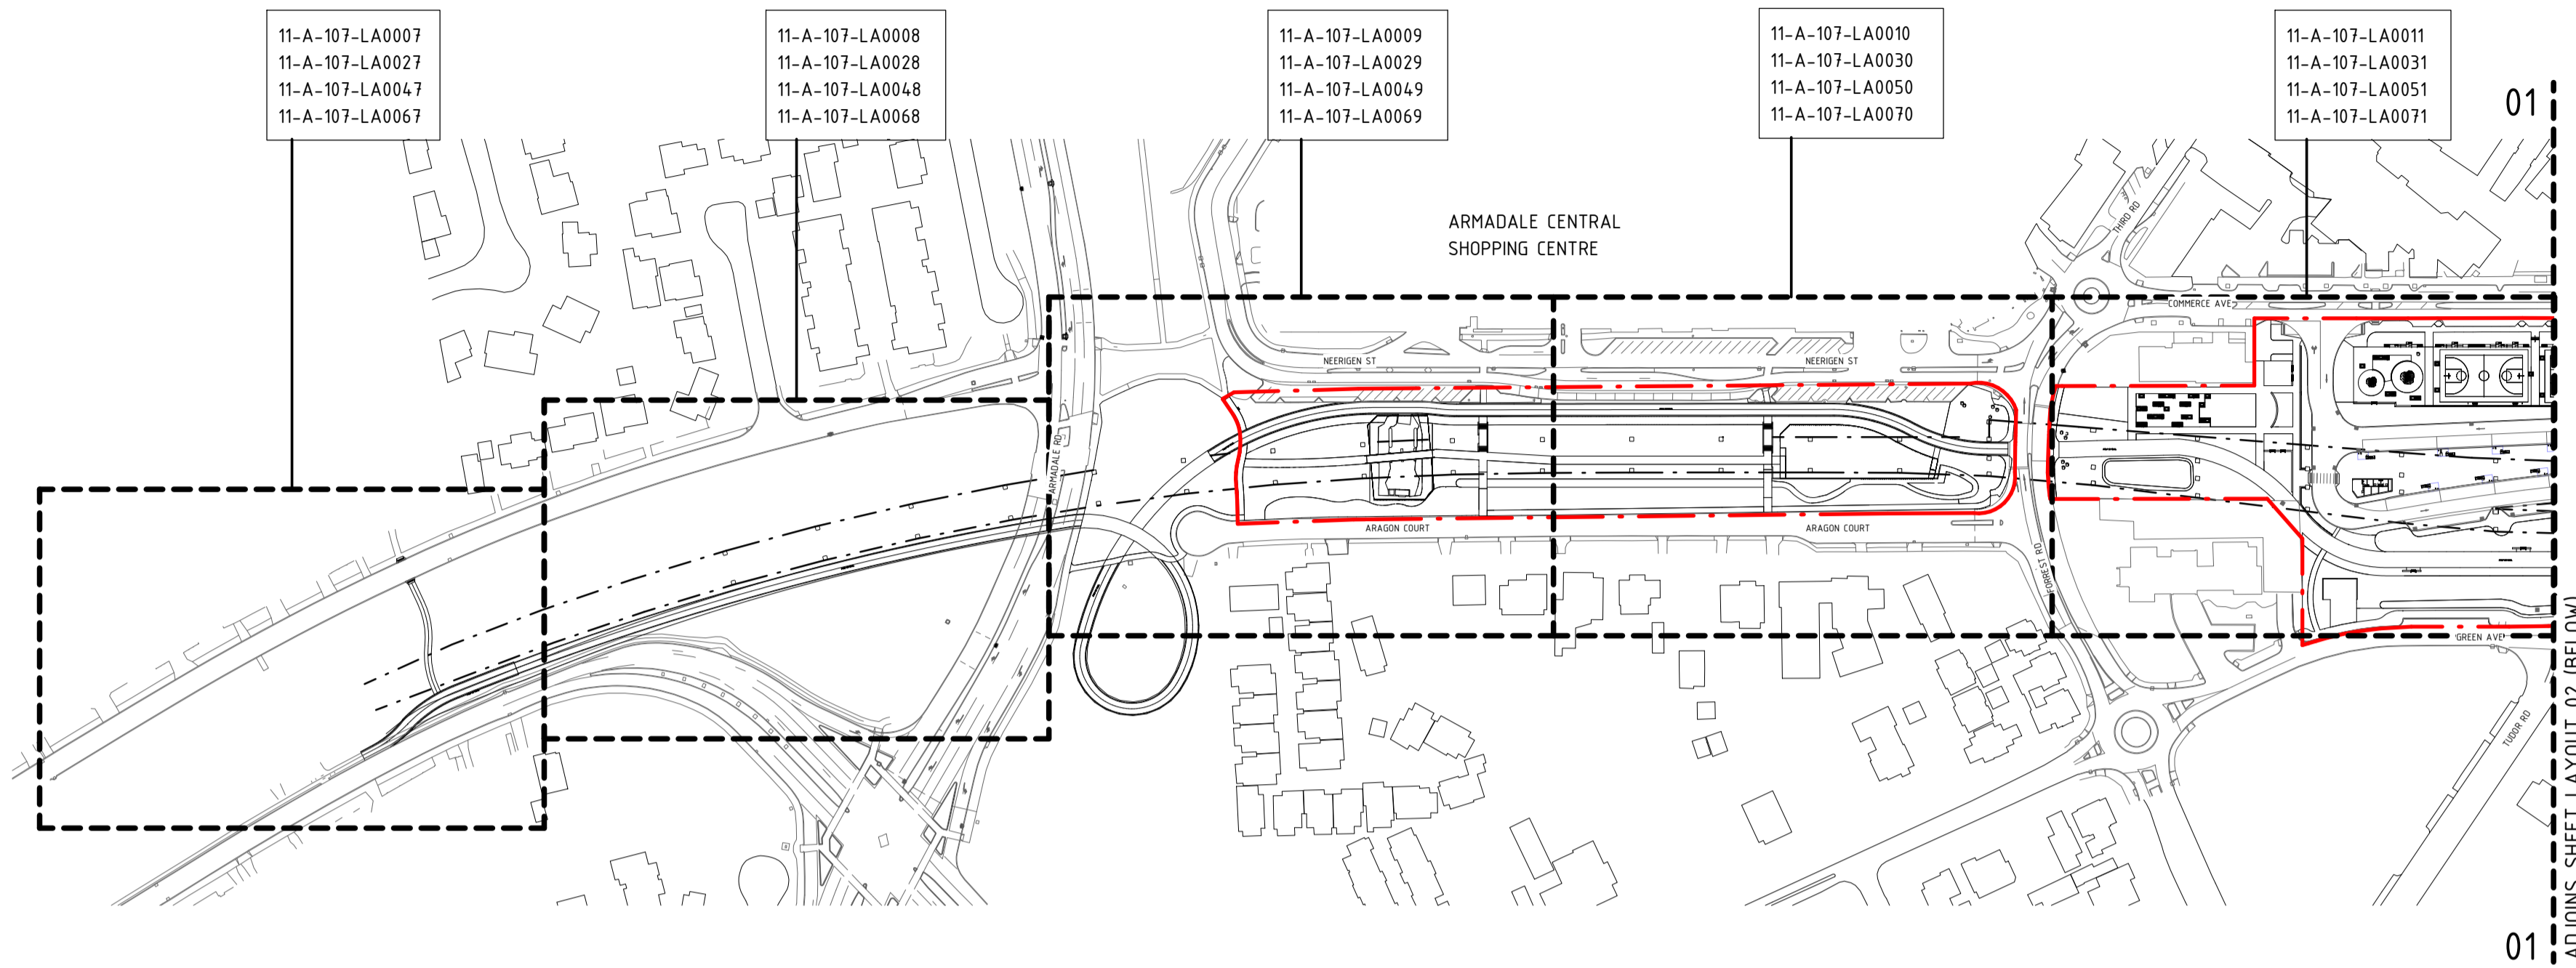 11-A-107-LA0007
11-A-107-LA0027
11-A-107-LA0047
11-A-107-LA0067
11-A-107-LA0008
11-A-107-LA0028
11-A-107-LA0048
11-A-107-LA0068
11-A-107-LA0009
11-A-107-LA0029
11-A-107-LA0049
11-A-107-LA0069
11-A-107-LA0010
11-A-107-LA0030
11-A-107-LA0050
11-A-107-LA0070
11-A-107-LA0011
11-A-107-LA0031
11-A-107-LA0051
11-A-107-LA0071
01
ARMADALE CENTRAL
SHOPPING CENTRE
THIRD RD
COMMERCE AVE
NEERIGEN ST
NEERIGEN ST
ARMADALE RD
ARAGON COURT
ARAGON COURT
FORREST RD
GREEN AVE
TUDOR RD
ADJOINS SHEET LAYOUT 02 (BELOW)
01